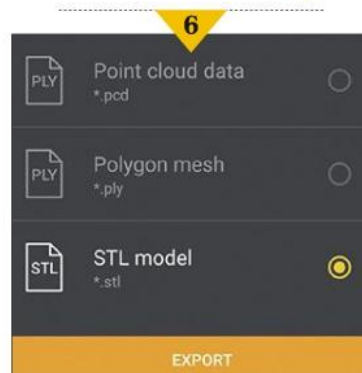 6
PLY
Point cloud data
*.pcd
PLY
Polygon mesh
*.ply
STL
STL model
*.stl
EXPORT